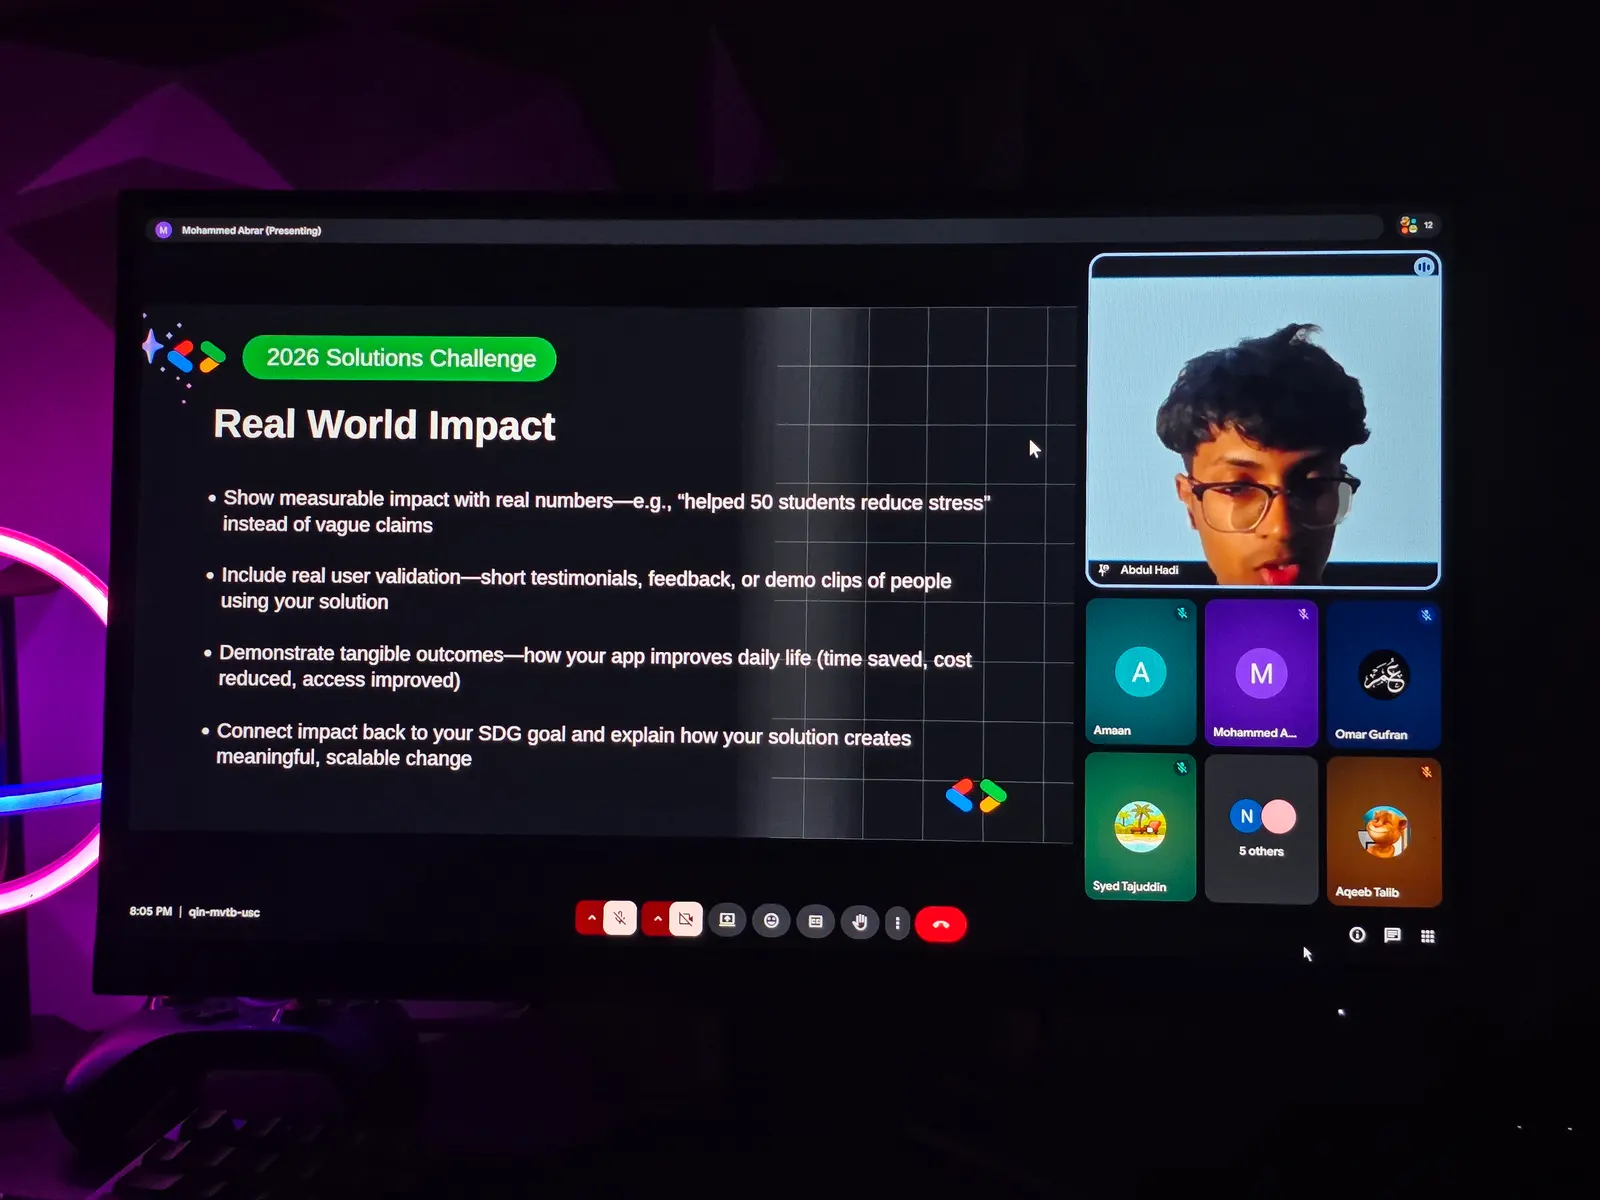 M Mohammed Abrar (Presenting)
12
2026 Solutions Challenge
Real World Impact
• Show measurable impact with real numbers—e.g., “helped 50 students reduce stress”
instead of vague claims
• Include real user validation—short testimonials, feedback, or demo clips of people
using your solution
• Demonstrate tangible outcomes—how your app improves daily life (time saved, cost
reduced, access improved)
• Connect impact back to your SDG goal and explain how your solution creates
meaningful, scalable change
Abdul Hadi
A
Amaan
M
Mohammed A...
عمر
Omar Gufran
Syed Tajuddin
N
5 others
Aqeeb Talib
8:05 PM | qin-mvtb-usc